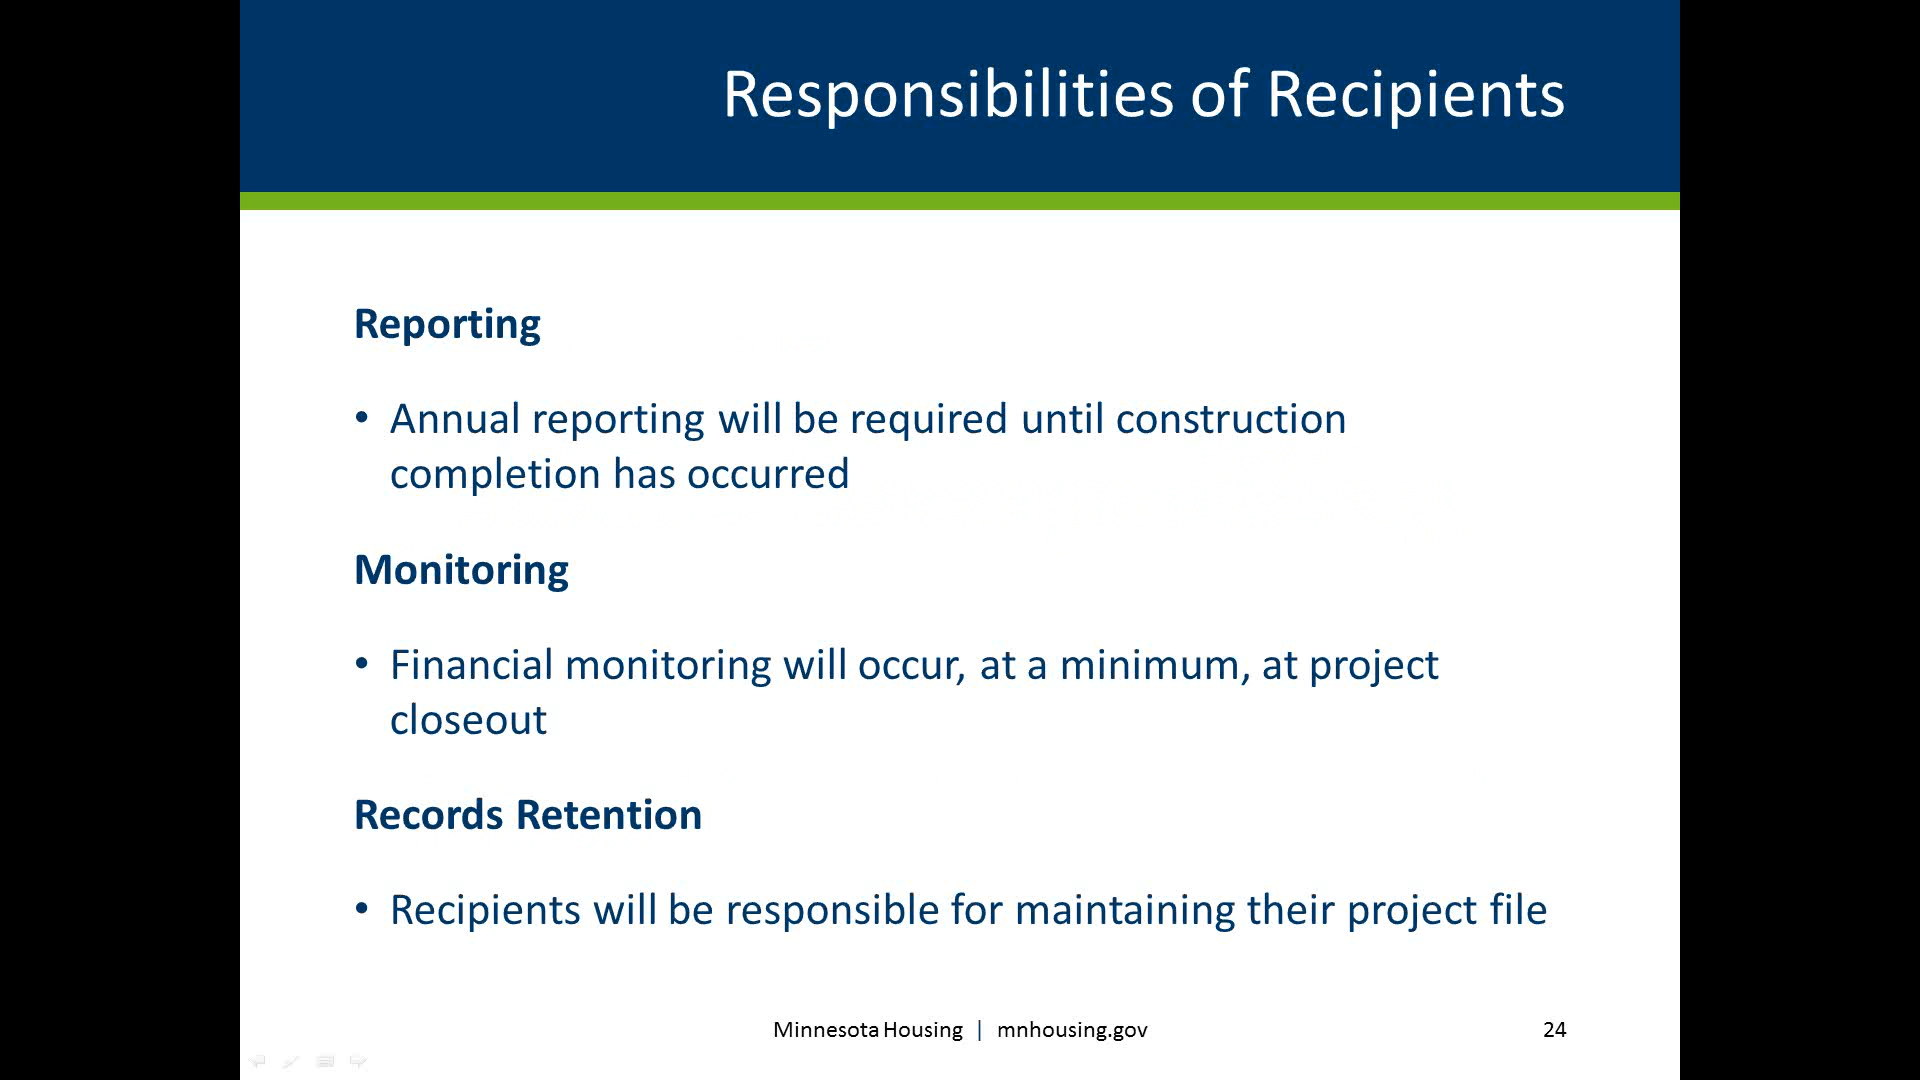 Responsibilities of Recipients
Reporting
• Annual reporting will be required until construction
completion has occurred
Monitoring
• Financial monitoring will occur, at a minimum, at project
closeout
Records Retention
• Recipients will be responsible for maintaining their project file
Minnesota Housing | mnhousing.gov
24